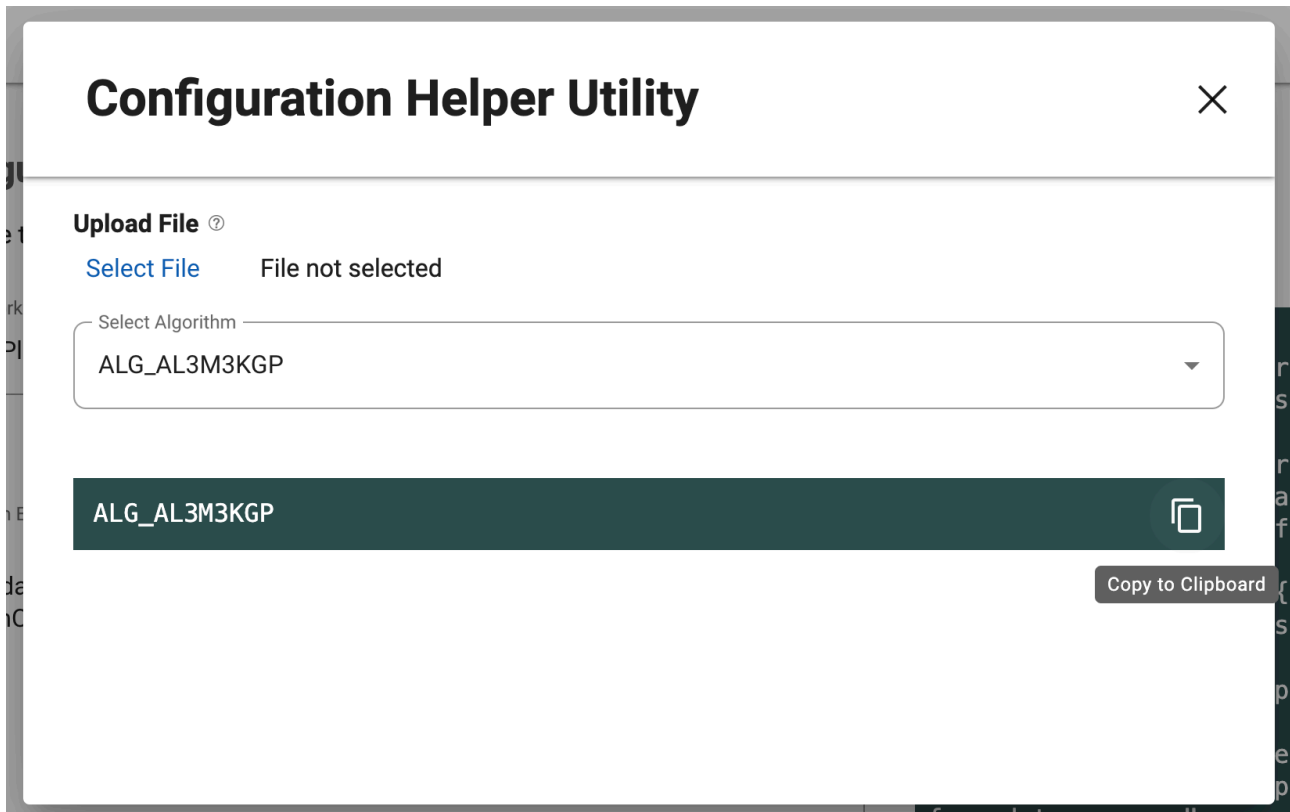 Configuration Helper Utility
Upload File
Select File File not selected
Select Algorithm
ALG_AL3M3KGP
ALG_AL3M3KGP
Copy to Clipboard